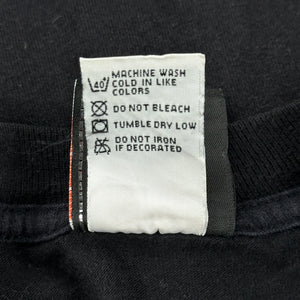 MACHINE WASH
40° COLD IN LIKE
COLORS
DO NOT BLEACH
TUMBLE DRY LOW
DO NOT IRON
IF DECORATED